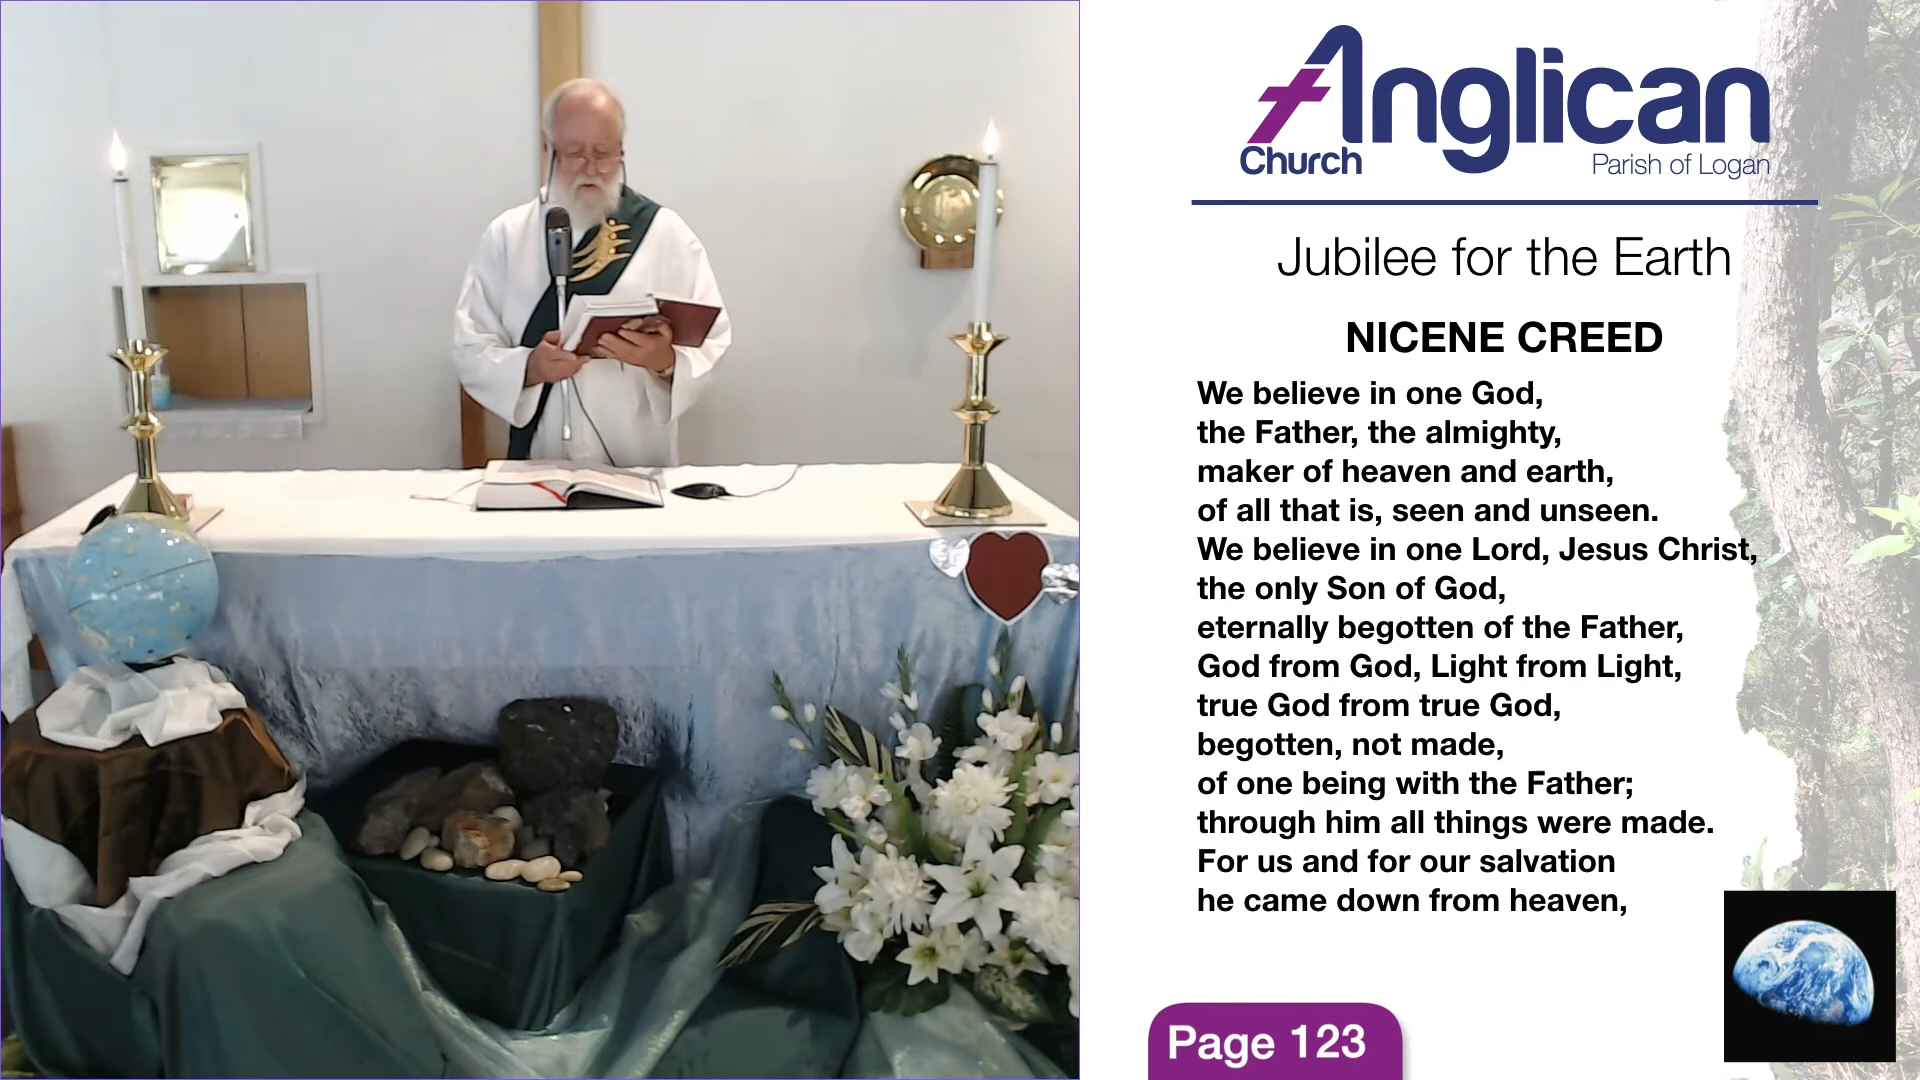 Anglican
Church
Parish of Logan
Jubilee for the Earth
NICENE CREED
We believe in one God,
the Father, the almighty,
maker of heaven and earth,
of all that is, seen and unseen.
We believe in one Lord, Jesus Christ,
the only Son of God,
eternally begotten of the Father,
God from God, Light from Light,
true God from true God,
begotten, not made,
of one being with the Father;
through him all things were made.
For us and for our salvation
he came down from heaven,
Page 123